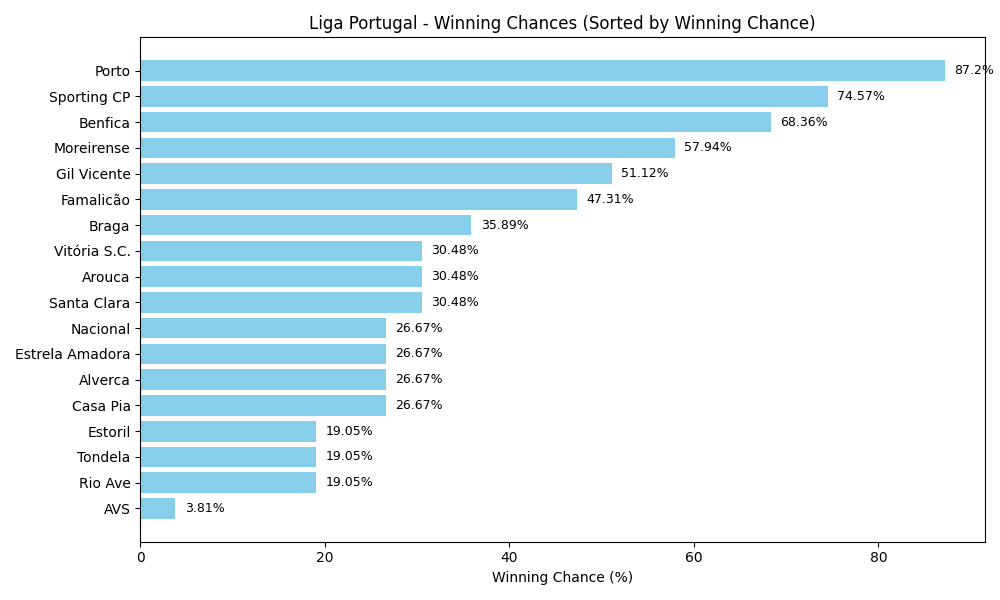 Liga Portugal - Winning Chances (Sorted by Winning Chance)
Porto 87.2%
Sporting CP 74.57%
Benfica 68.36%
Moreirense 57.94%
Gil Vicente 51.12%
Famalicão 47.31%
Braga 35.89%
Vitória S.C. 30.48%
Arouca 30.48%
Santa Clara 30.48%
Nacional 26.67%
Estrela Amadora 26.67%
Alverca 26.67%
Casa Pia 26.67%
Estoril 19.05%
Tondela 19.05%
Rio Ave 19.05%
AVS 3.81%
0 20 40 60 80
Winning Chance (%)